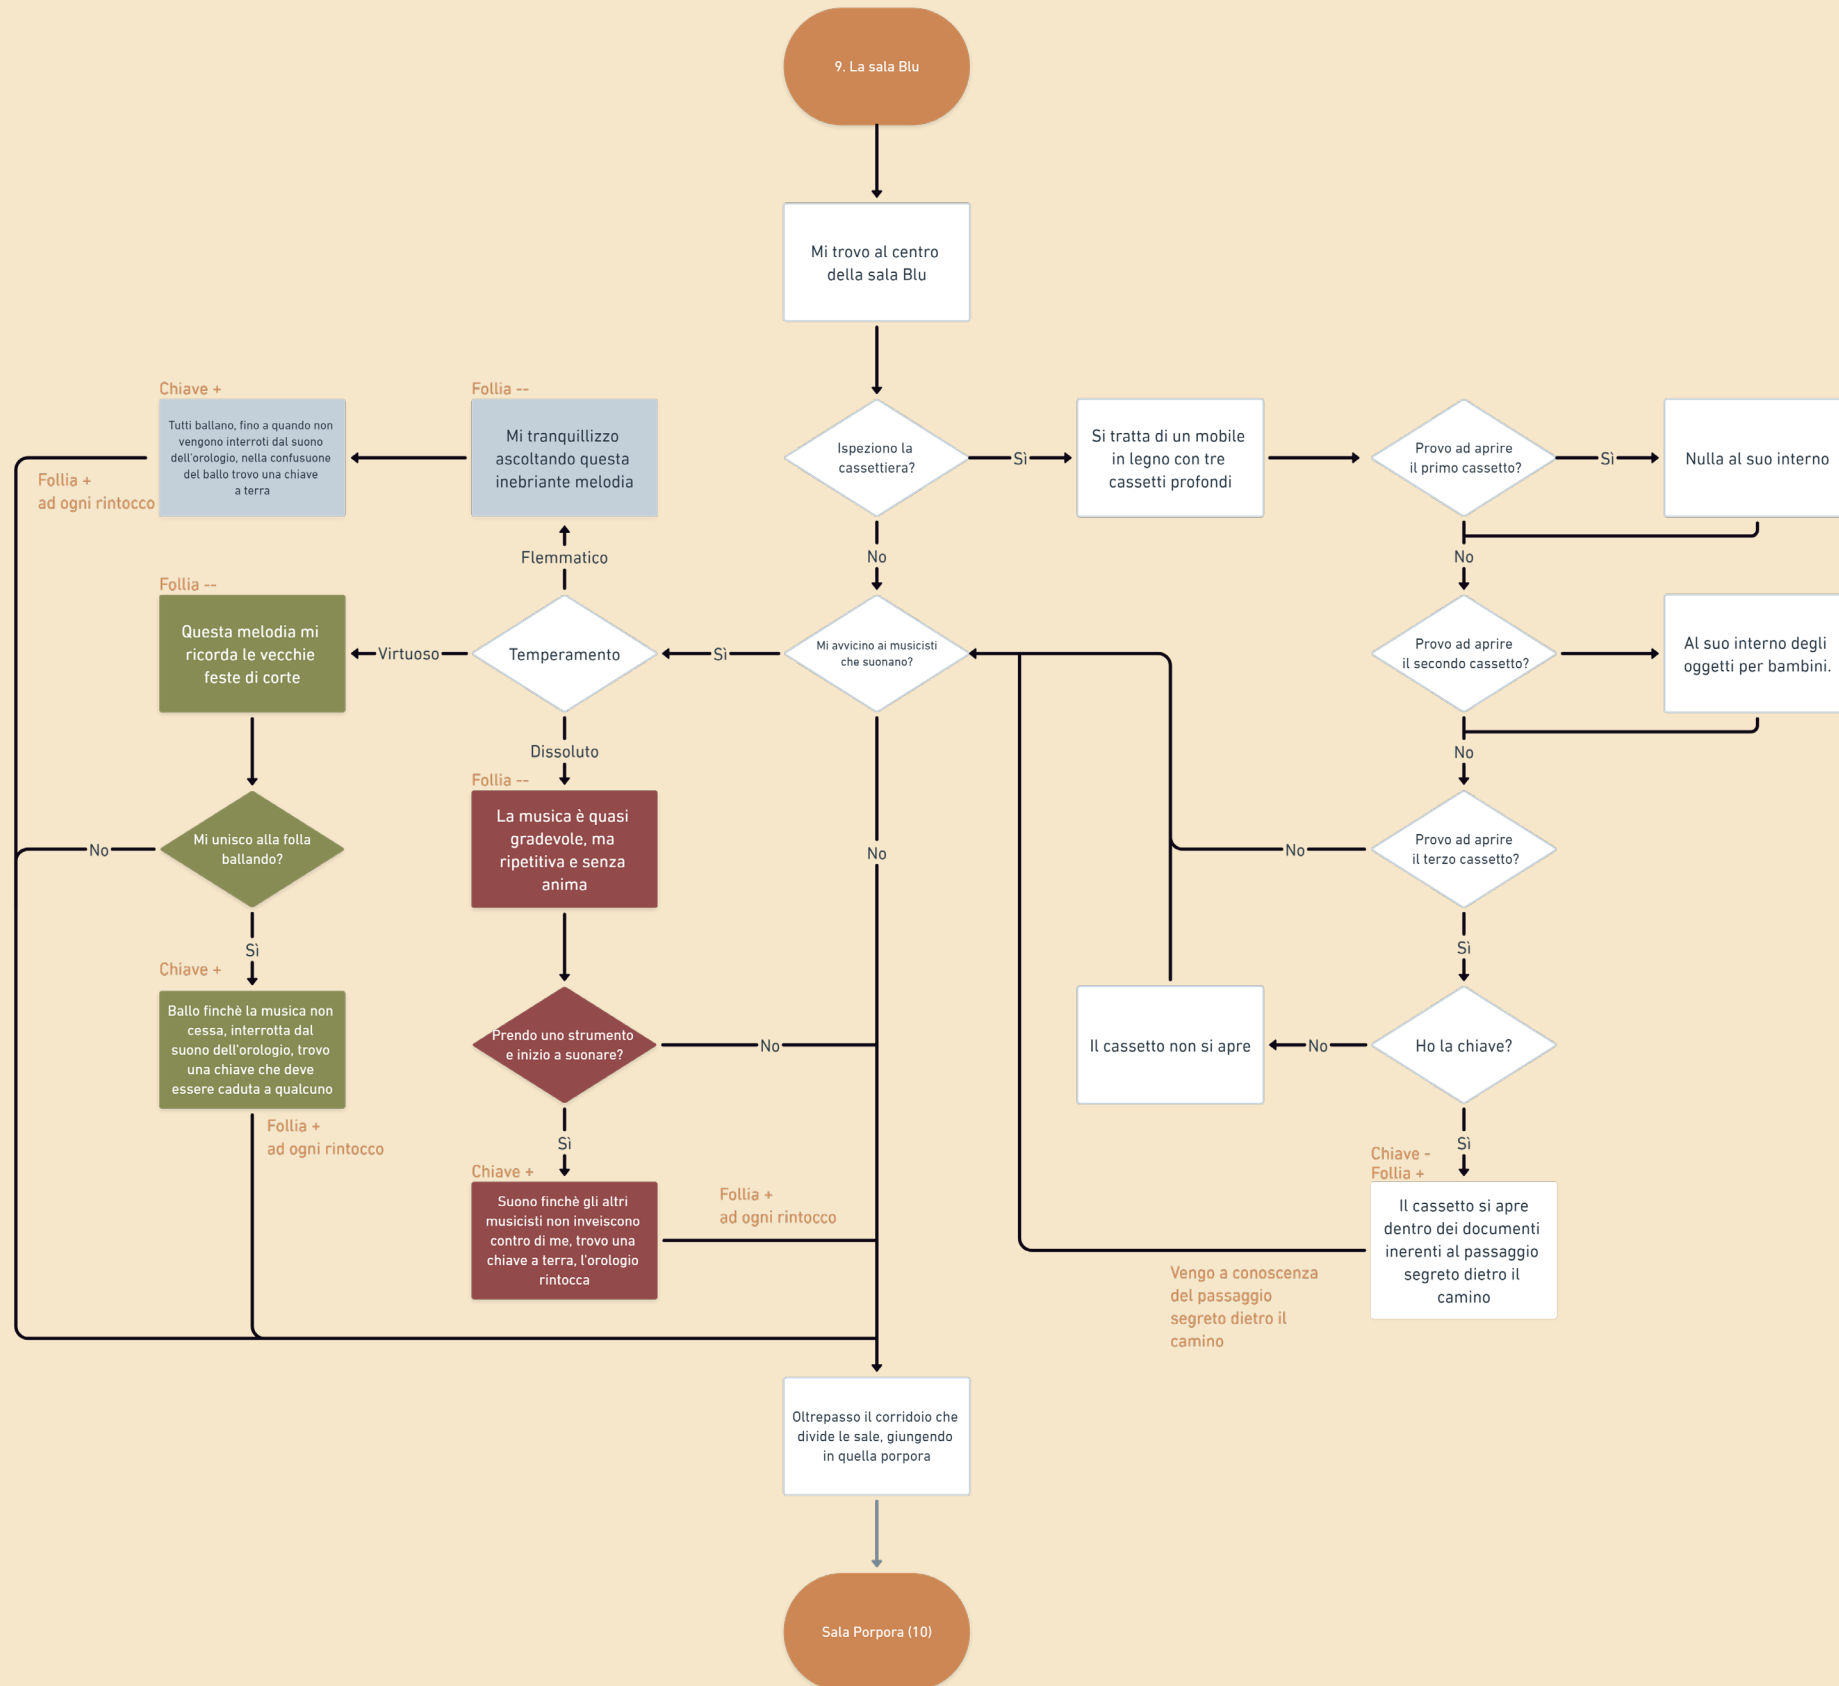 9. La sala Blu
Mi trovo al centro
della sala Blu
Chiave +
Tutti ballano, fino a quando non
vengono interroti dal suono
dell'orologio, nella confusuone
del ballo trovo una chiave
a terra
Follia +
ad ogni rintocco
Follia --
Mi tranquillizzo
ascoltando questa
inebriante melodia
Ispeziono la
cassettiera?
Sì
Si tratta di un mobile
in legno con tre
cassetti profondi
Provo ad aprire
il primo cassetto?
Sì
Nulla al suo interno
Flemmatico
No
No
Follia --
Questa melodia mi
ricorda le vecchie
feste di corte
Virtuoso
Temperamento
Sì
Mi avvicino ai musicisti
che suonano?
Provo ad aprire
il secondo cassetto?
Al suo interno degli
oggetti per bambini.
Dissoluto
No
No
Mi unisco alla folla
ballando?
Follia --
La musica è quasi
gradevole, ma
ripetitiva e senza
anima
No
No
Provo ad aprire
il terzo cassetto?
Sì
Sì
Chiave +
Ballo finchè la musica non
cessa, interrotta dal
suono dell'orologio, trovo
una chiave che deve
essere caduta a qualcuno
Follia +
ad ogni rintocco
Prendo uno strumento
e inizio a suonare?
No
Il cassetto non si apre
No
Ho la chiave?
Sì
Sì
Chiave +
Suono finchè gli altri
musicisti non inveiscono
contro di me, trovo una
chiave a terra, l'orologio
rintocca
Follia +
ad ogni rintocco
Chiave -
Follia +
Il cassetto si apre
dentro dei documenti
inerenti al passaggio
segreto dietro il
camino
Vengo a conoscenza
del passaggio
segreto dietro il
camino
Oltrepasso il corridoio che
divide le sale, giungendo
in quella porpora
Sala Porpora (10)